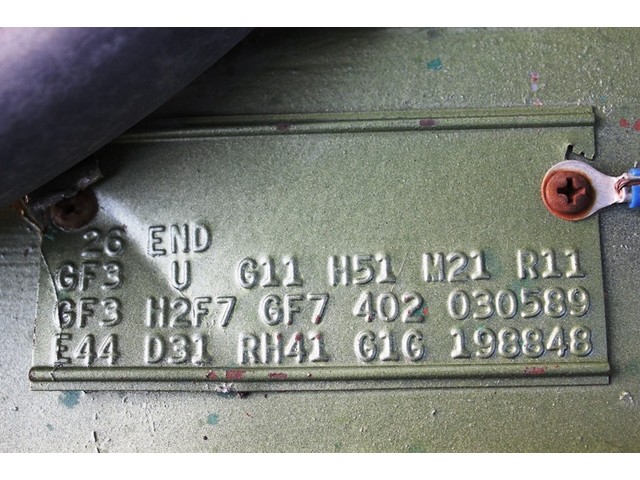 26 END
GF3 U G11 H51 M21 R11
GF3 H2F7 GF7 402 030589
E44 D31 RH41 G1G 198848